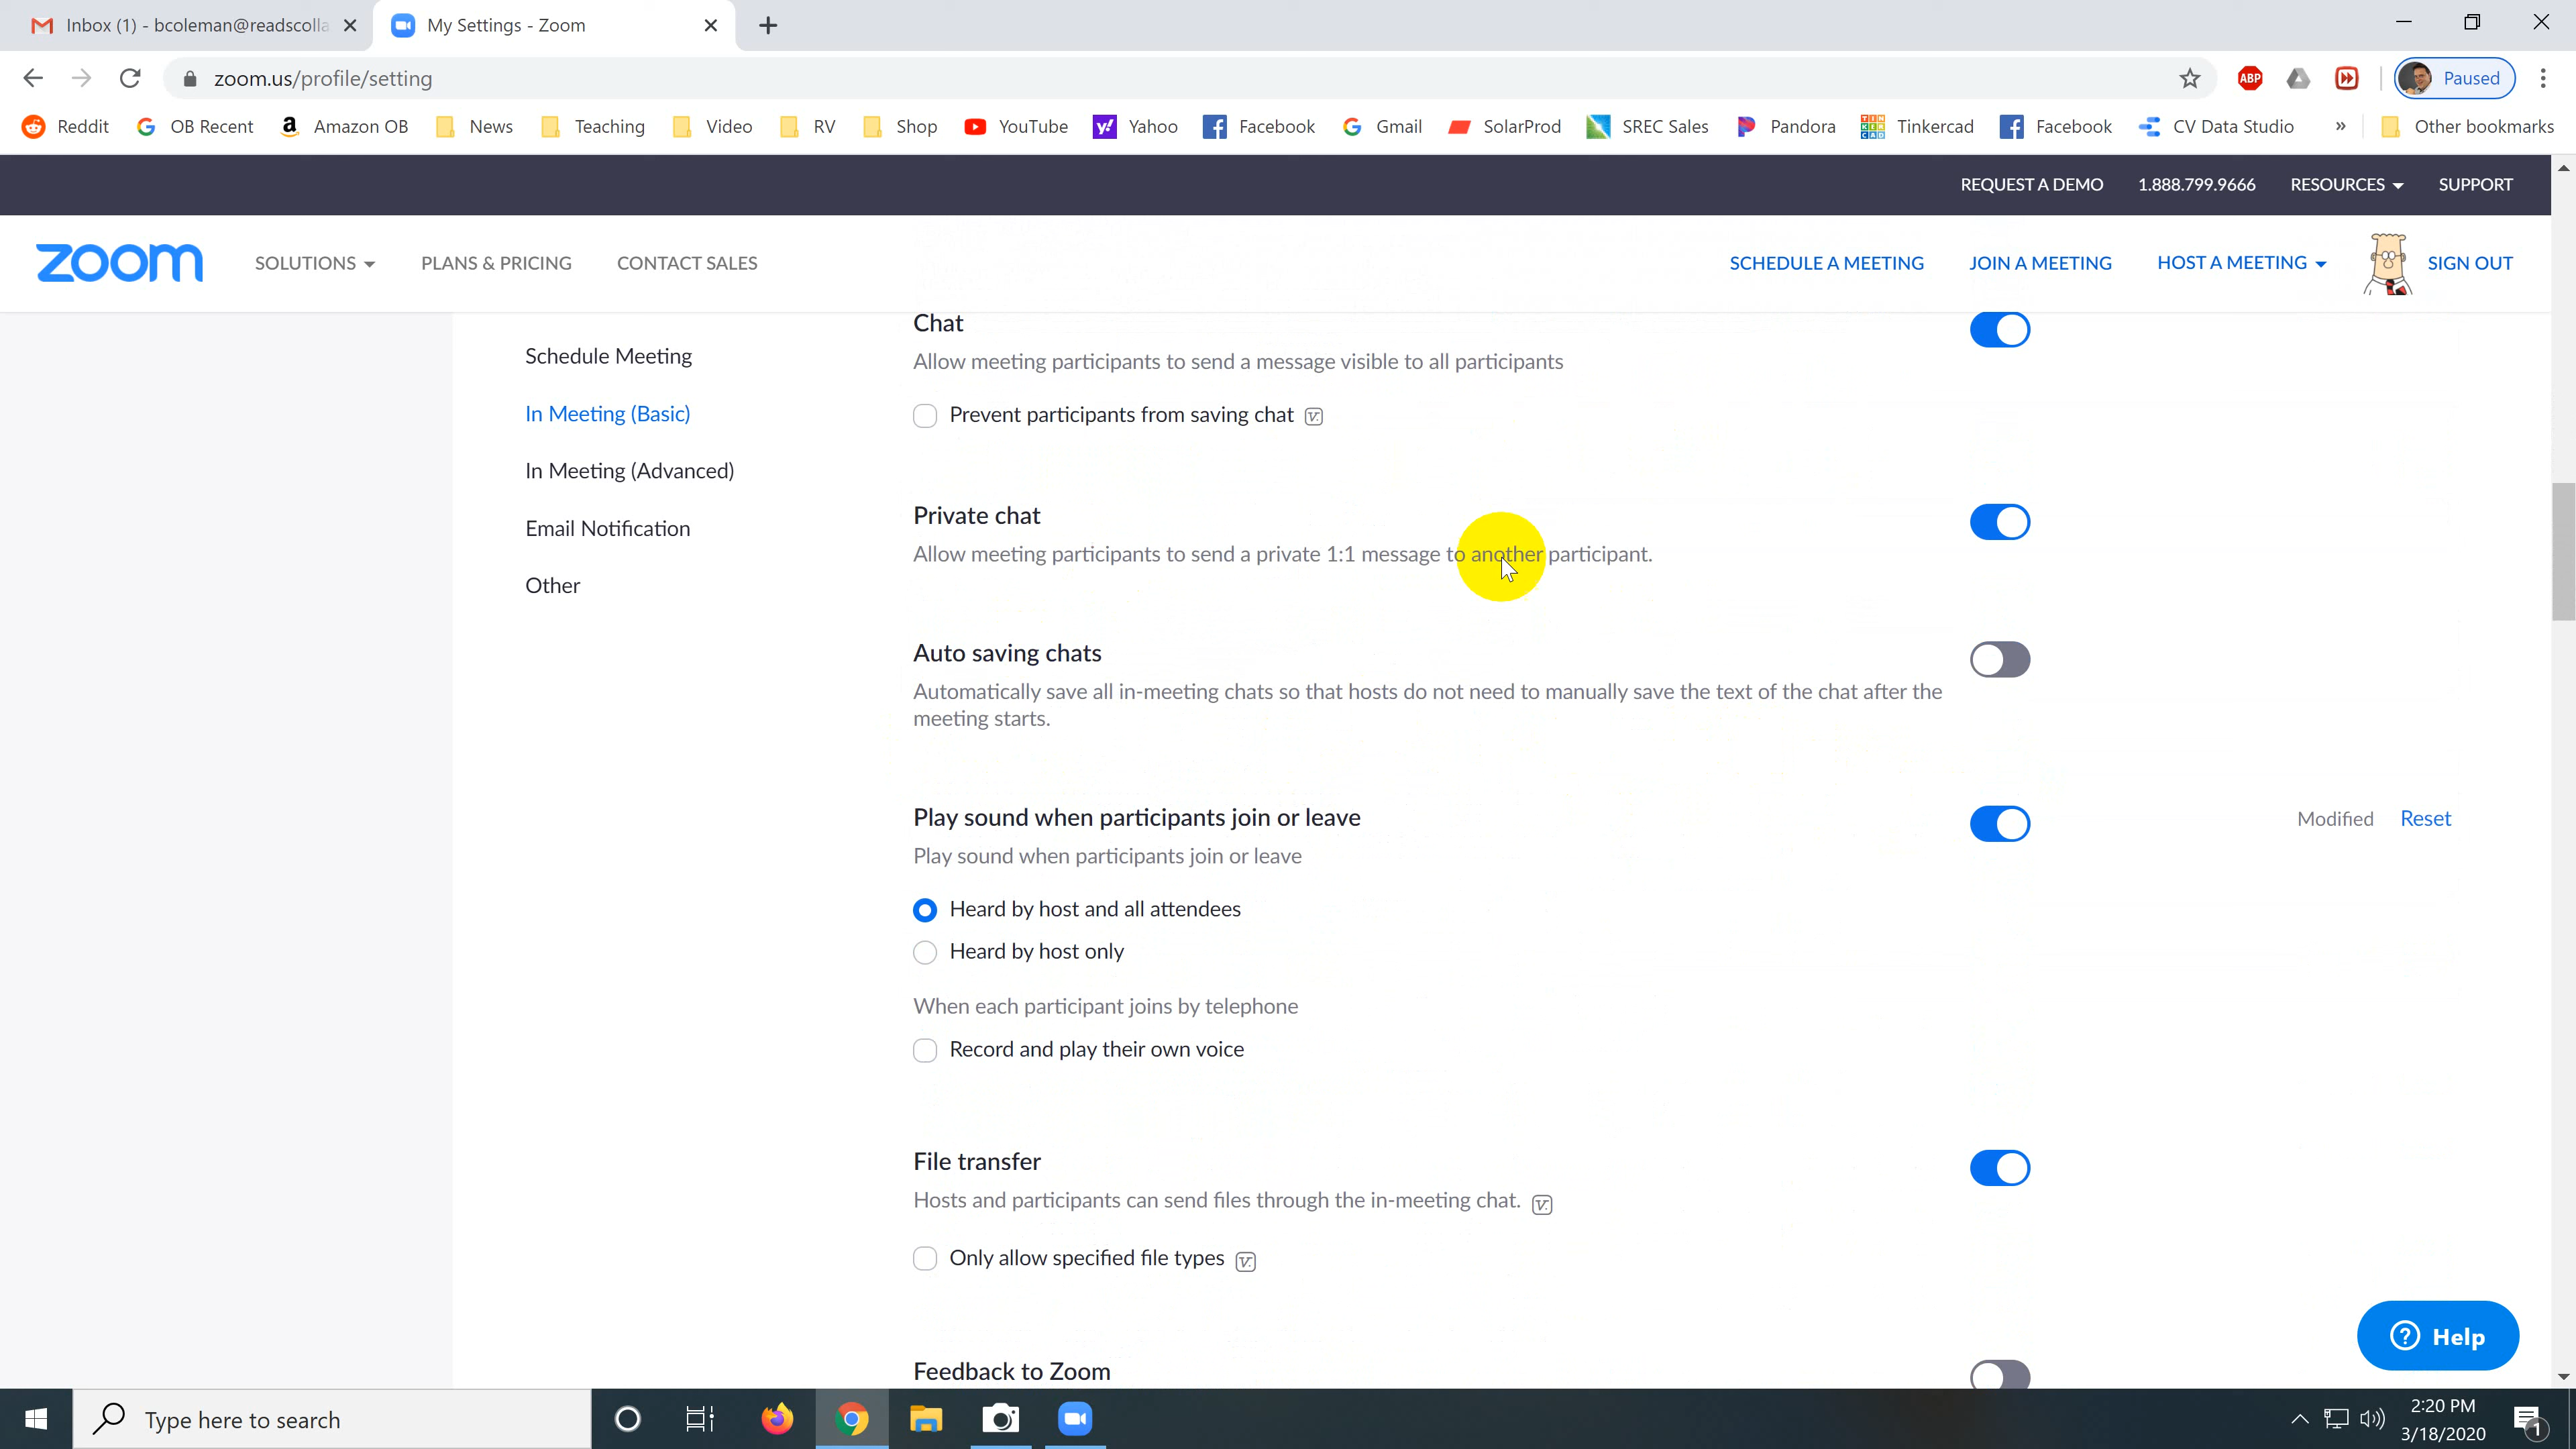 Inbox (1) - bcoleman@readscolla
My Settings - Zoom
zoom.us/profile/setting
ABP
Paused
Reddit
OB Recent
Amazon OB
News
Teaching
Video
RV
Shop
YouTube
Yahoo
Facebook
Gmail
SolarProd
SREC Sales
Pandora
Tinkercad
Facebook
CV Data Studio
»
Other bookmarks
REQUEST A DEMO
1.888.799.9666
RESOURCES
SUPPORT
zoom
SOLUTIONS
PLANS & PRICING
CONTACT SALES
SCHEDULE A MEETING
JOIN A MEETING
HOST A MEETING
SIGN OUT
Schedule Meeting
In Meeting (Basic)
In Meeting (Advanced)
Email Notification
Other
Chat
Allow meeting participants to send a message visible to all participants
Prevent participants from saving chat
Private chat
Allow meeting participants to send a private 1:1 message to another participant.
Auto saving chats
Automatically save all in-meeting chats so that hosts do not need to manually save the text of the chat after the
meeting starts.
Play sound when participants join or leave
Modified Reset
Play sound when participants join or leave
Heard by host and all attendees
Heard by host only
When each participant joins by telephone
Record and play their own voice
File transfer
Hosts and participants can send files through the in-meeting chat.
Only allow specified file types
Feedback to Zoom
Help
Type here to search
2:20 PM
3/18/2020
1